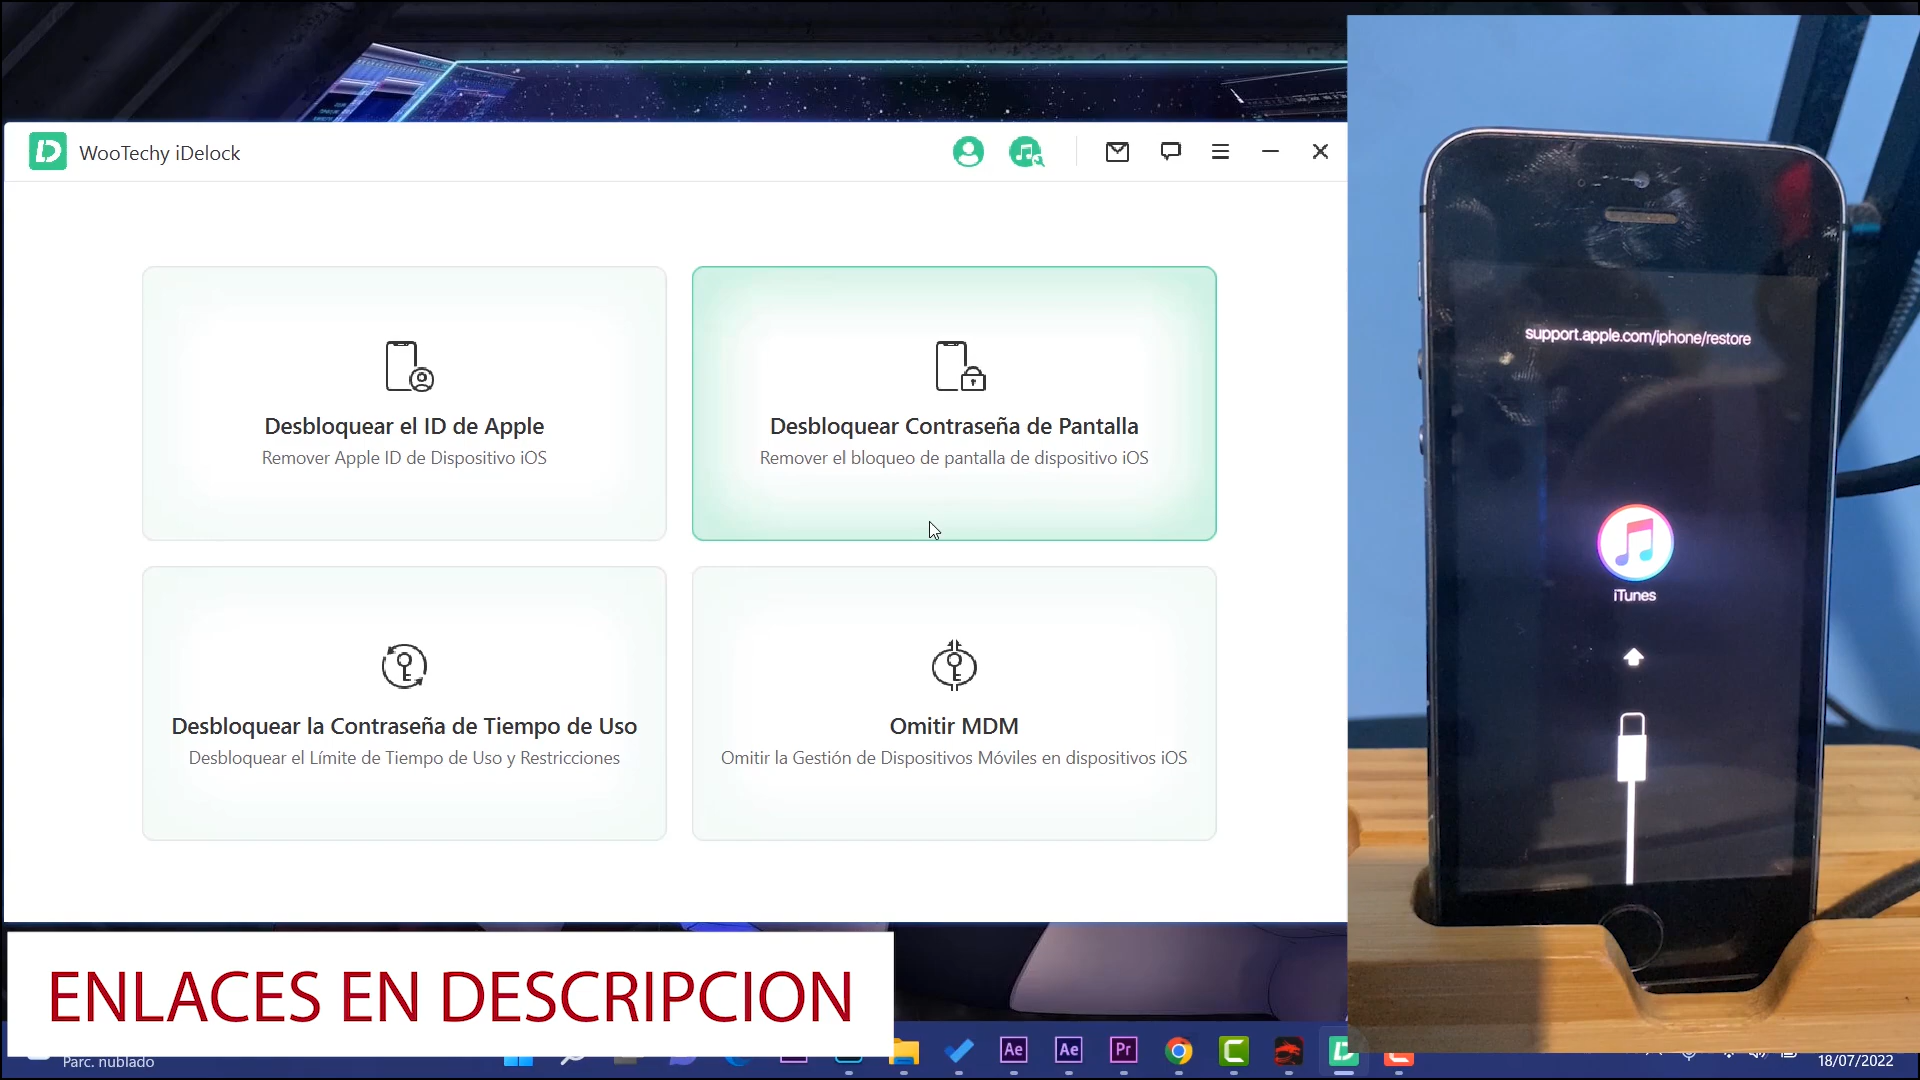 WooTechy iDelock
Desbloquear el ID de Apple
Remover Apple ID de Dispositivo iOS
Desbloquear Contraseña de Pantalla
Remover el bloqueo de pantalla de dispositivo iOS
Desbloquear la Contraseña de Tiempo de Uso
Desbloquear el Límite de Tiempo de Uso y Restricciones
Omitir MDM
Omitir la Gestión de Dispositivos Móviles en dispositivos iOS
support.apple.com/iphone/restore
iTunes
ENLACES EN DESCRIPCION
Parc. nublado
Ae
Ae
Pr
18/07/2022